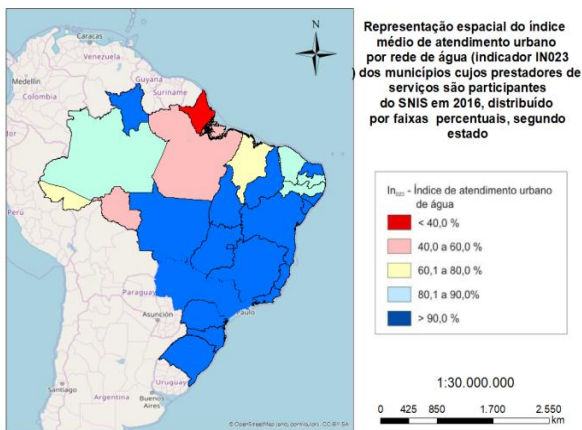 Caracas
Venezuela
Medellín
Colombia
Guyana
Suriname
Perú
Paraguay
Asunción
Paulo
Santiago
Uruguay
Buenos
Aires
Argentina
N
Representação espacial do índice
médio de atendimento urbano
por rede de água (indicador IN023
) dos municípios cujos prestadores de
serviços são participantes
do SNIS em 2016, distribuído
por faixas percentuais, segundo
estado
In023 - Índice de atendimento urbano
de água
< 40,0 %
40,0 a 60,0 %
60,1 a 80,0 %
80,1 a 90,0%
> 90,0 %
1:30.000.000
0 425 850 1.700 2.550
km